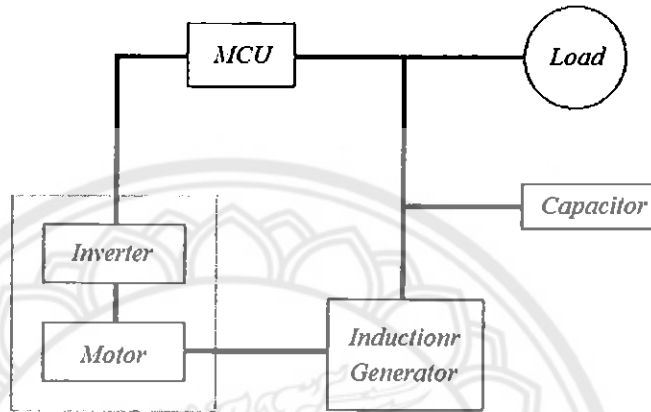 MCU
Load
Capacitor
Inverter
Motor
Inductionr
Generator